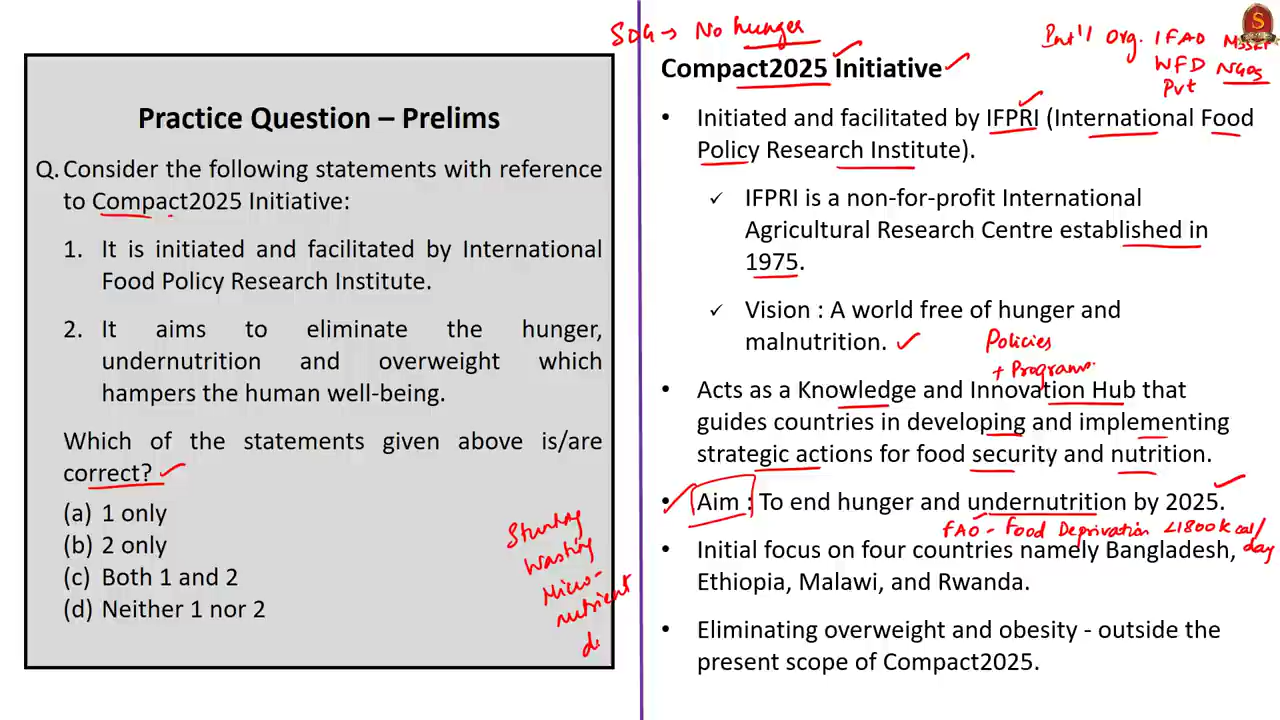 Practice Question – Prelims
Q. Consider the following statements with reference
to Compact2025 Initiative:
1. It is initiated and facilitated by International
Food Policy Research Institute.
2. It aims to eliminate the hunger,
undernutrition and overweight which
hampers the human well-being.
Which of the statements given above is/are
correct?
(a) 1 only
(b) 2 only
(c) Both 1 and 2
(d) Neither 1 nor 2
Stunting
Wasting
Micro-
nutrient
d
SDG → No hunger
Int'l Org. IFAD
WFD NGOs
Pvt
Compact2025 Initiative
• Initiated and facilitated by IFPRI (International Food
Policy Research Institute).
✓ IFPRI is a non-for-profit International
Agricultural Research Centre established in
1975.
✓ Vision : A world free of hunger and
malnutrition.
Policies
+ Programs
• Acts as a Knowledge and Innovation Hub that
guides countries in developing and implementing
strategic actions for food security and nutrition.
• Aim : To end hunger and undernutrition by 2025.
FAO - Food Deprivation <1800 kcal/
day
• Initial focus on four countries namely Bangladesh,
Ethiopia, Malawi, and Rwanda.
• Eliminating overweight and obesity - outside the
present scope of Compact2025.
S